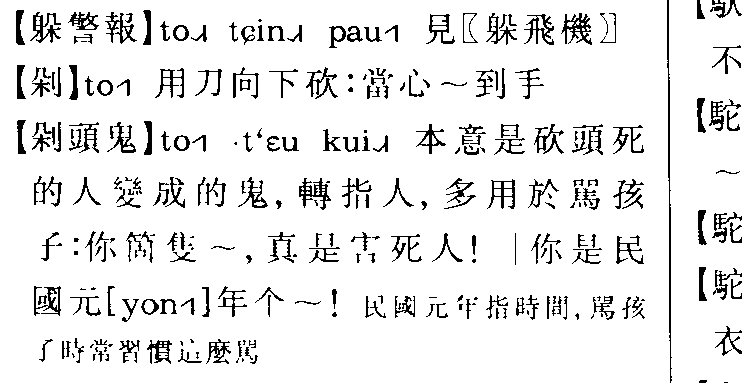 【躲警報】toɹ tɕinɹ pau˧ 見〖躲飛機〗
【剁】to˧ 用刀向下砍：當心～到手
【剁頭鬼】to˧ ·tʻɛu kuiɹ 本意是砍頭死
的人變成的鬼，轉指人，多用於罵孩
子：你箇隻～，真是害死人！｜你是民
國元[yon˧]年个～！ 民國元年指時間，罵孩
子時常習慣這麼罵
【馱
不
【駝
～
【駝
【駝
衣